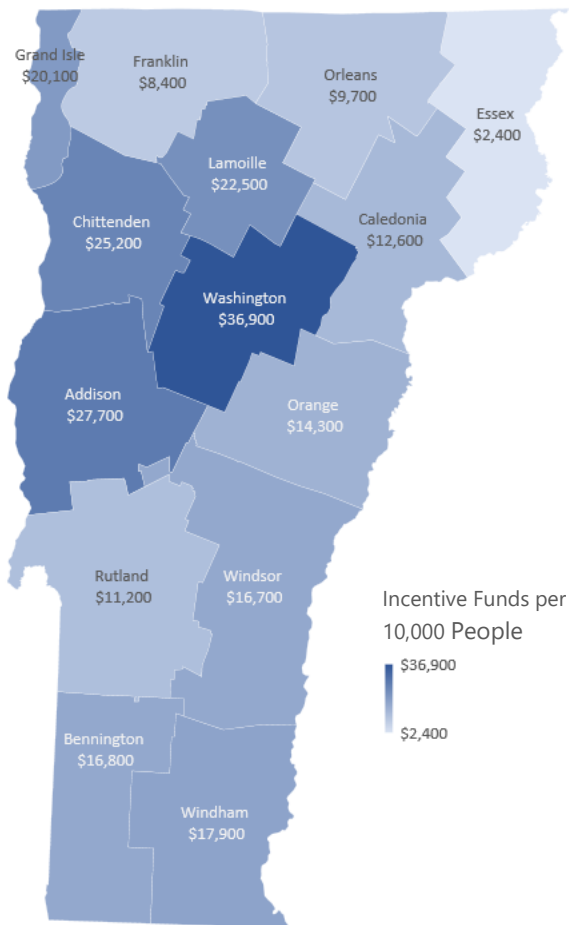 Grand Isle
$20,100
Franklin
$8,400
Orleans
$9,700
Essex
$2,400
Lamoille
$22,500
Chittenden
$25,200
Caledonia
$12,600
Washington
$36,900
Addison
$27,700
Orange
$14,300
Rutland
$11,200
Windsor
$16,700
Incentive Funds per
10,000 People
$36,900
$2,400
Bennington
$16,800
Windham
$17,900